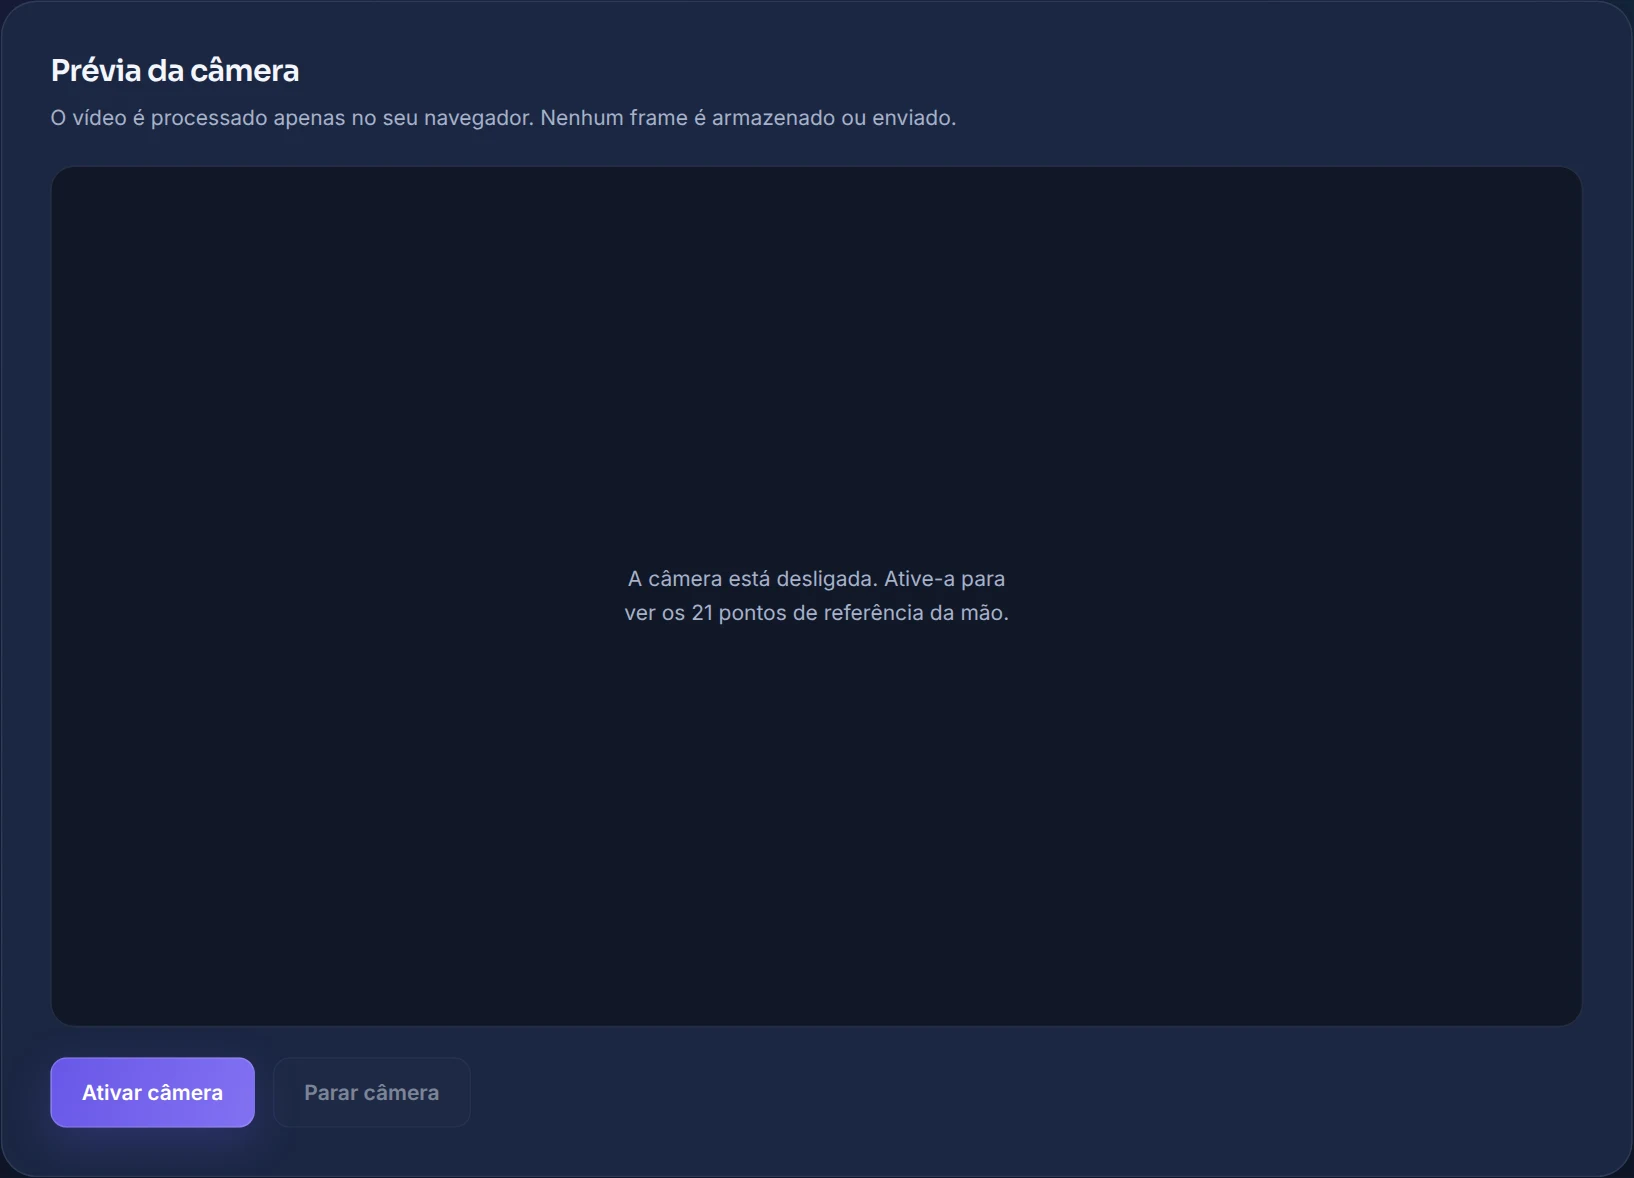 Prévia da câmera
O vídeo é processado apenas no seu navegador. Nenhum frame é armazenado ou enviado.
A câmera está desligada. Ative-a para
ver os 21 pontos de referência da mão.
Ativar câmera
Parar câmera